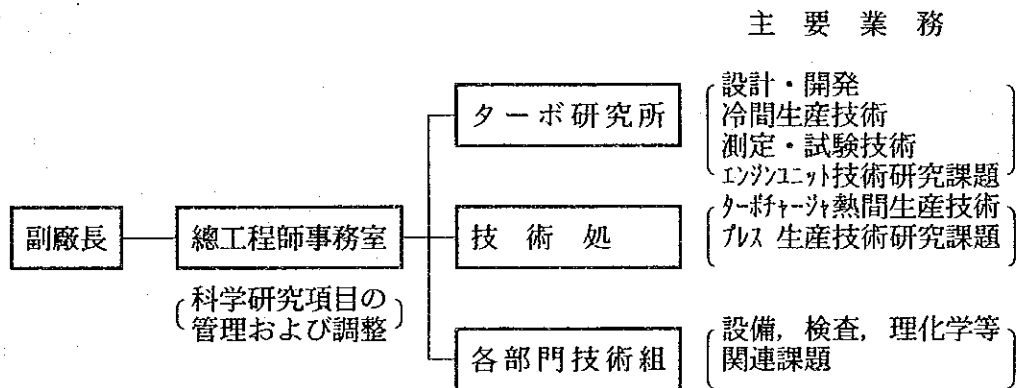 主要業務
ターボ研究所
設計・開発
冷間生産技術
測定・試験技術
ｴﾝｼﾞﾝﾕﾆｯﾄ技術研究課題
副廠長
總工程師事務室
科学研究項目の
管理および調整
技術処
ﾀｰﾎﾞﾁｬｰｼﾞｬ熱間生産技術
ﾌﾟﾚｽ 生産技術研究課題
各部門技術組
設備，検査，理化学等
関連課題